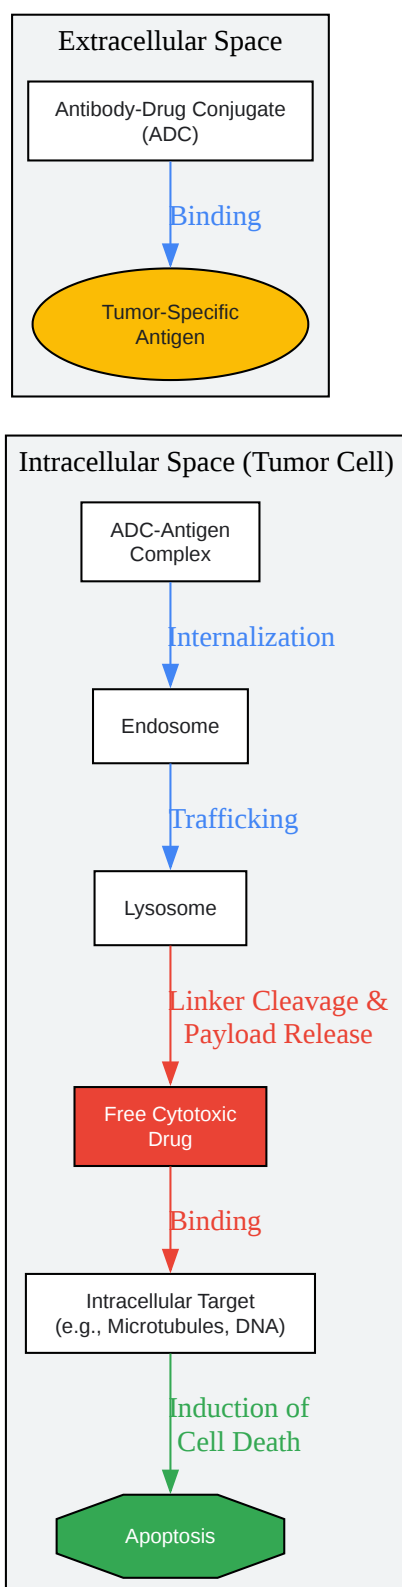 Extracellular Space
Antibody-Drug Conjugate
(ADC)
Binding
Tumor-Specific
Antigen
Intracellular Space (Tumor Cell)
ADC-Antigen
Complex
Internalization
Endosome
Trafficking
Lysosome
Linker Cleavage &
Payload Release
Free Cytotoxic
Drug
Binding
Intracellular Target
(e.g., Microtubules, DNA)
Induction of
Cell Death
Apoptosis